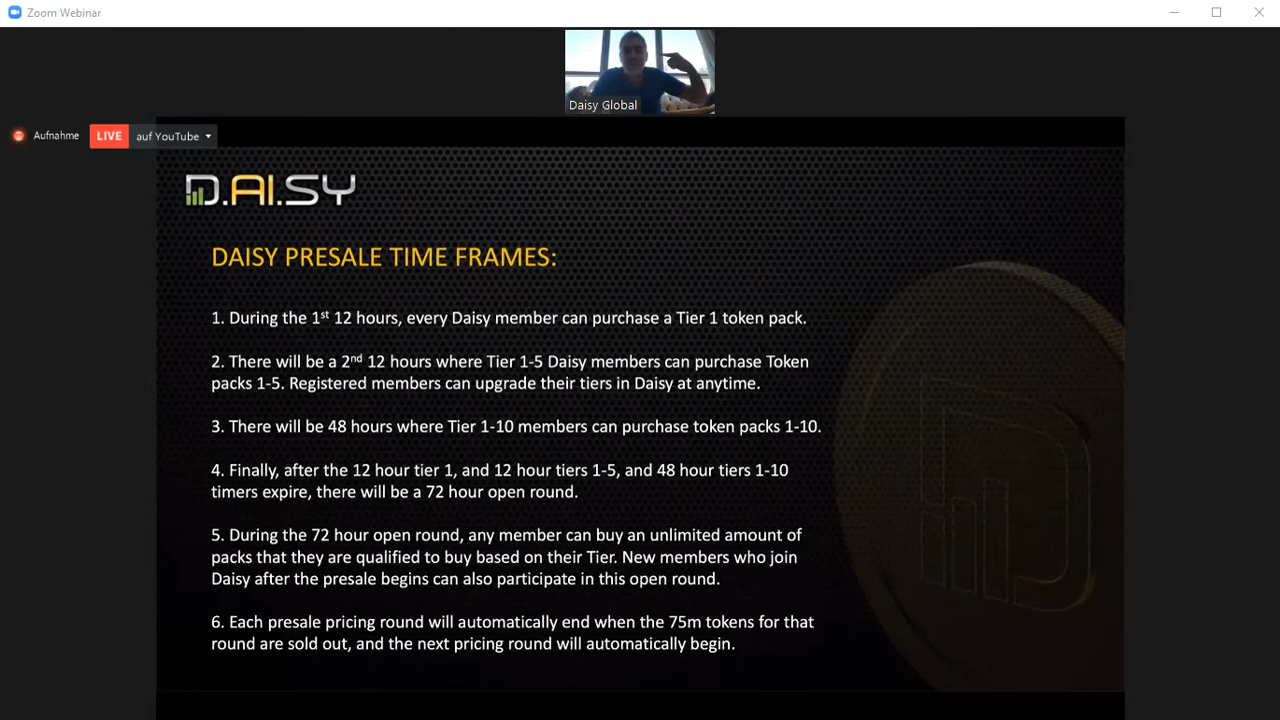 Zoom Webinar
Daisy Global
Aufnahme
LIVE auf YouTube
D.AI.SY
DAISY PRESALE TIME FRAMES:
1. During the 1st 12 hours, every Daisy member can purchase a Tier 1 token pack.
2. There will be a 2nd 12 hours where Tier 1-5 Daisy members can purchase Token
packs 1-5. Registered members can upgrade their tiers in Daisy at anytime.
3. There will be 48 hours where Tier 1-10 members can purchase token packs 1-10.
4. Finally, after the 12 hour tier 1, and 12 hour tiers 1-5, and 48 hour tiers 1-10
timers expire, there will be a 72 hour open round.
5. During the 72 hour open round, any member can buy an unlimited amount of
packs that they are qualified to buy based on their Tier. New members who join
Daisy after the presale begins can also participate in this open round.
6. Each presale pricing round will automatically end when the 75m tokens for that
round are sold out, and the next pricing round will automatically begin.